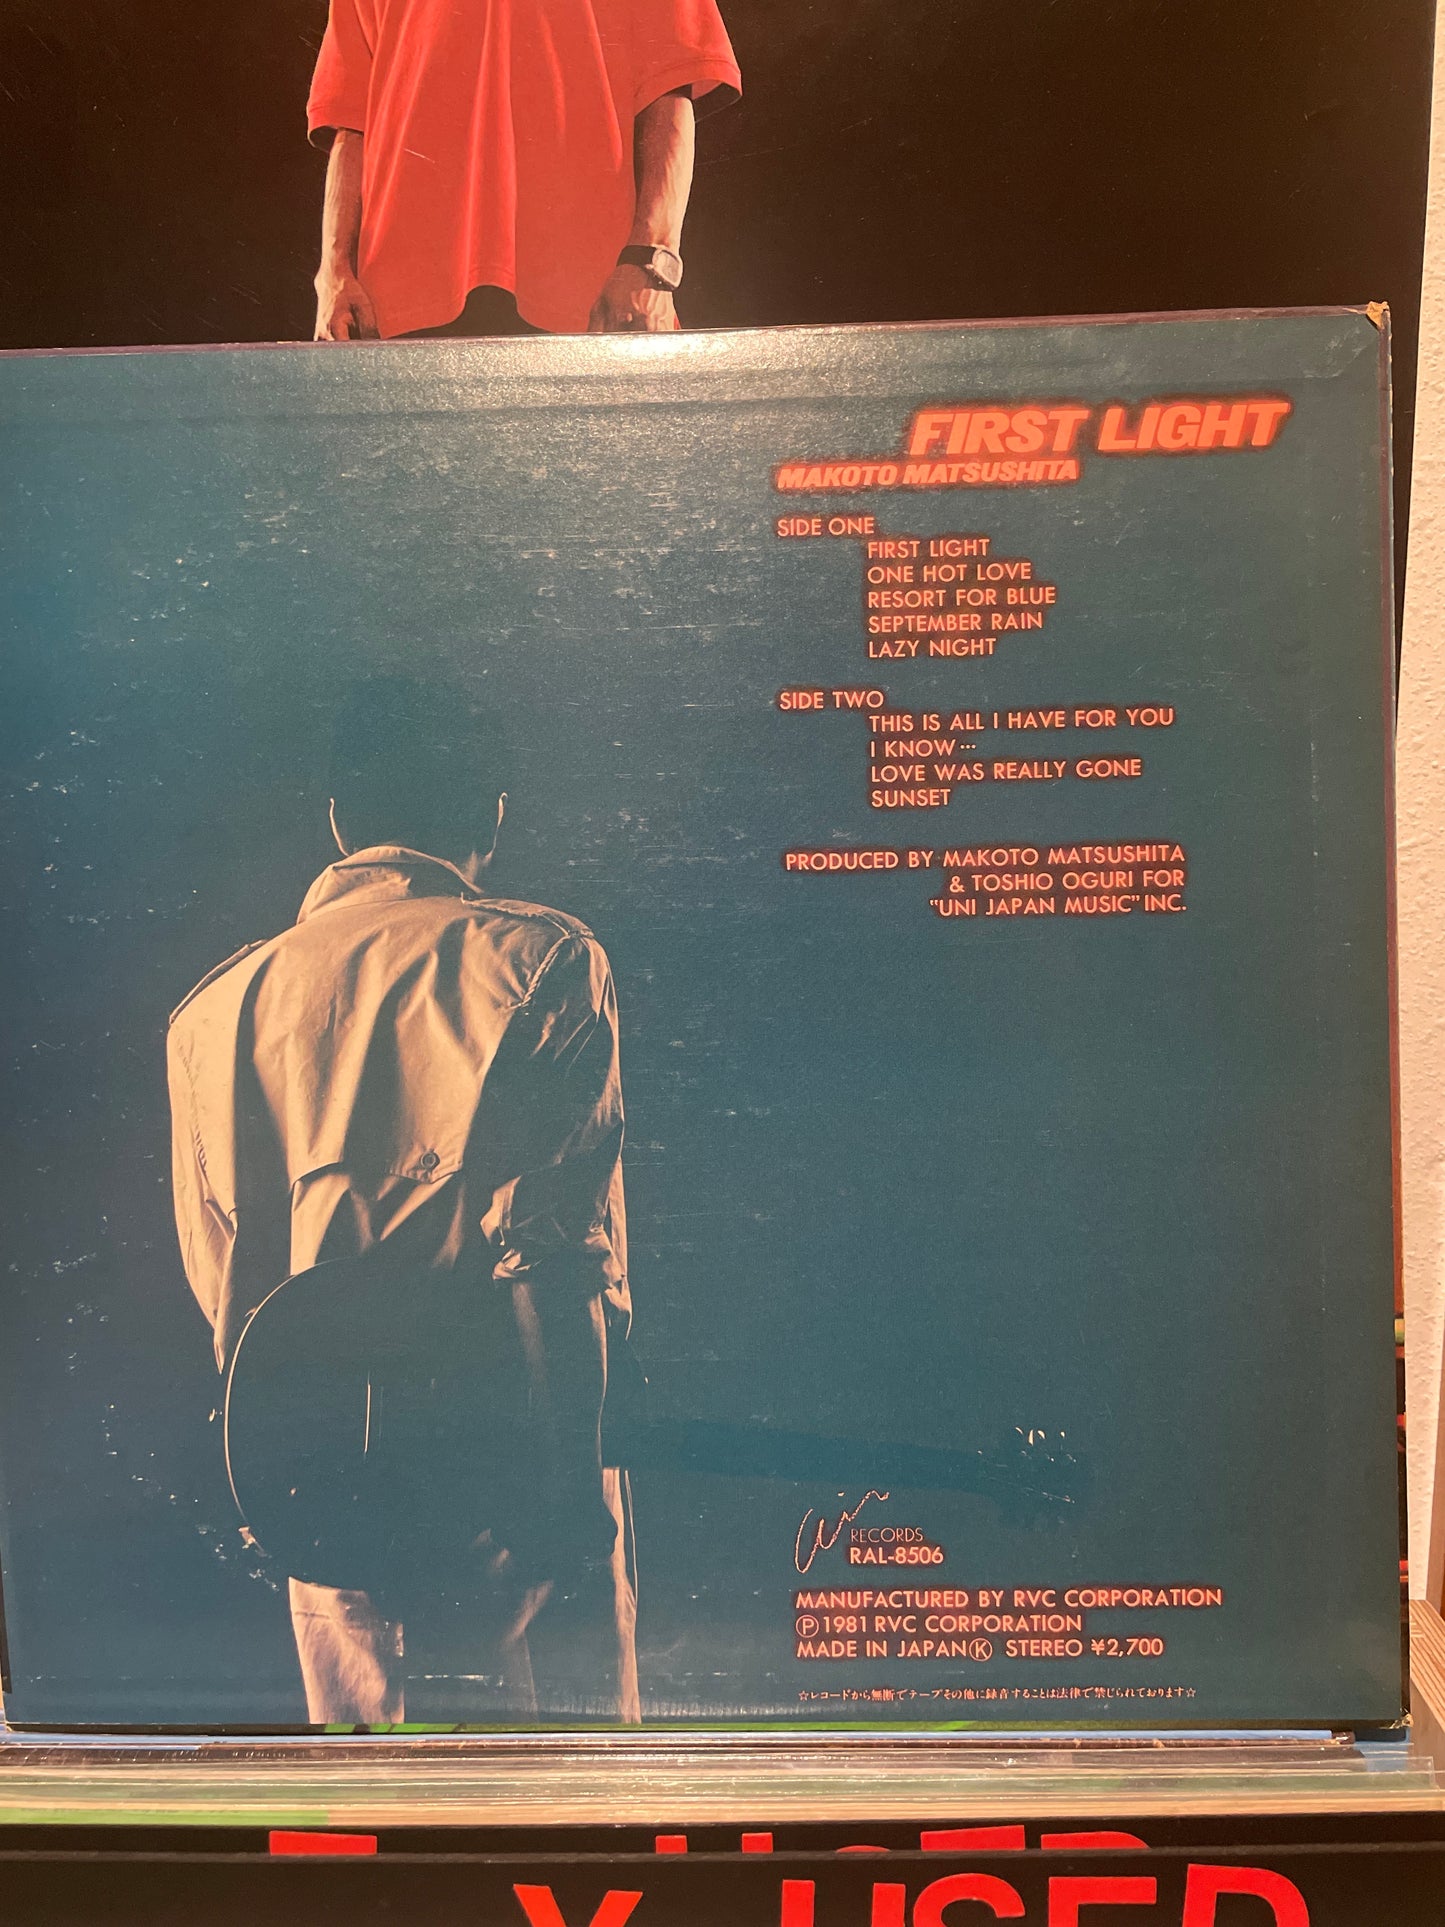 FIRST LIGHT
MAKOTO MATSUSHITA
SIDE ONE
FIRST LIGHT
ONE HOT LOVE
RESORT FOR BLUE
SEPTEMBER RAIN
LAZY NIGHT
SIDE TWO
THIS IS ALL I HAVE FOR YOU
I KNOW…
LOVE WAS REALLY GONE
SUNSET
PRODUCED BY MAKOTO MATSUSHITA
& TOSHIO OGURI FOR
"UNI JAPAN MUSIC" INC.
air
RECORDS
RAL-8506
MANUFACTURED BY RVC CORPORATION
Ⓟ1981 RVC CORPORATION
MADE IN JAPAN Ⓚ STEREO ¥2,700
☆レコードから無断でテープその他に録音することは法律で禁じられております☆
USED